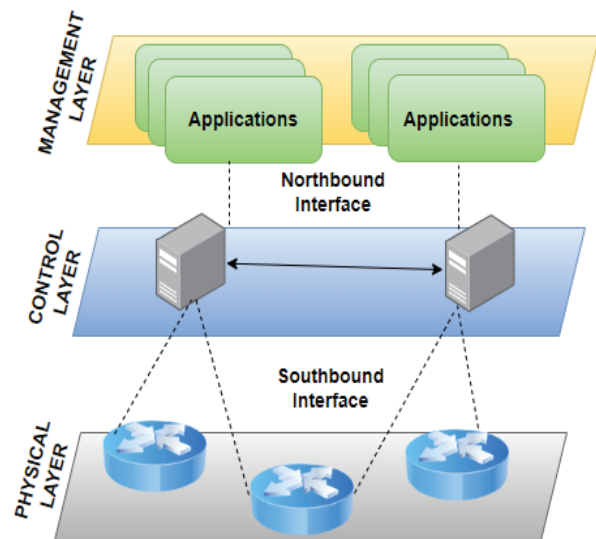 MANAGEMENT
LAYER
Applications
Applications
Northbound
Interface
CONTROL
LAYER
Southbound
Interface
PHYSICAL
LAYER